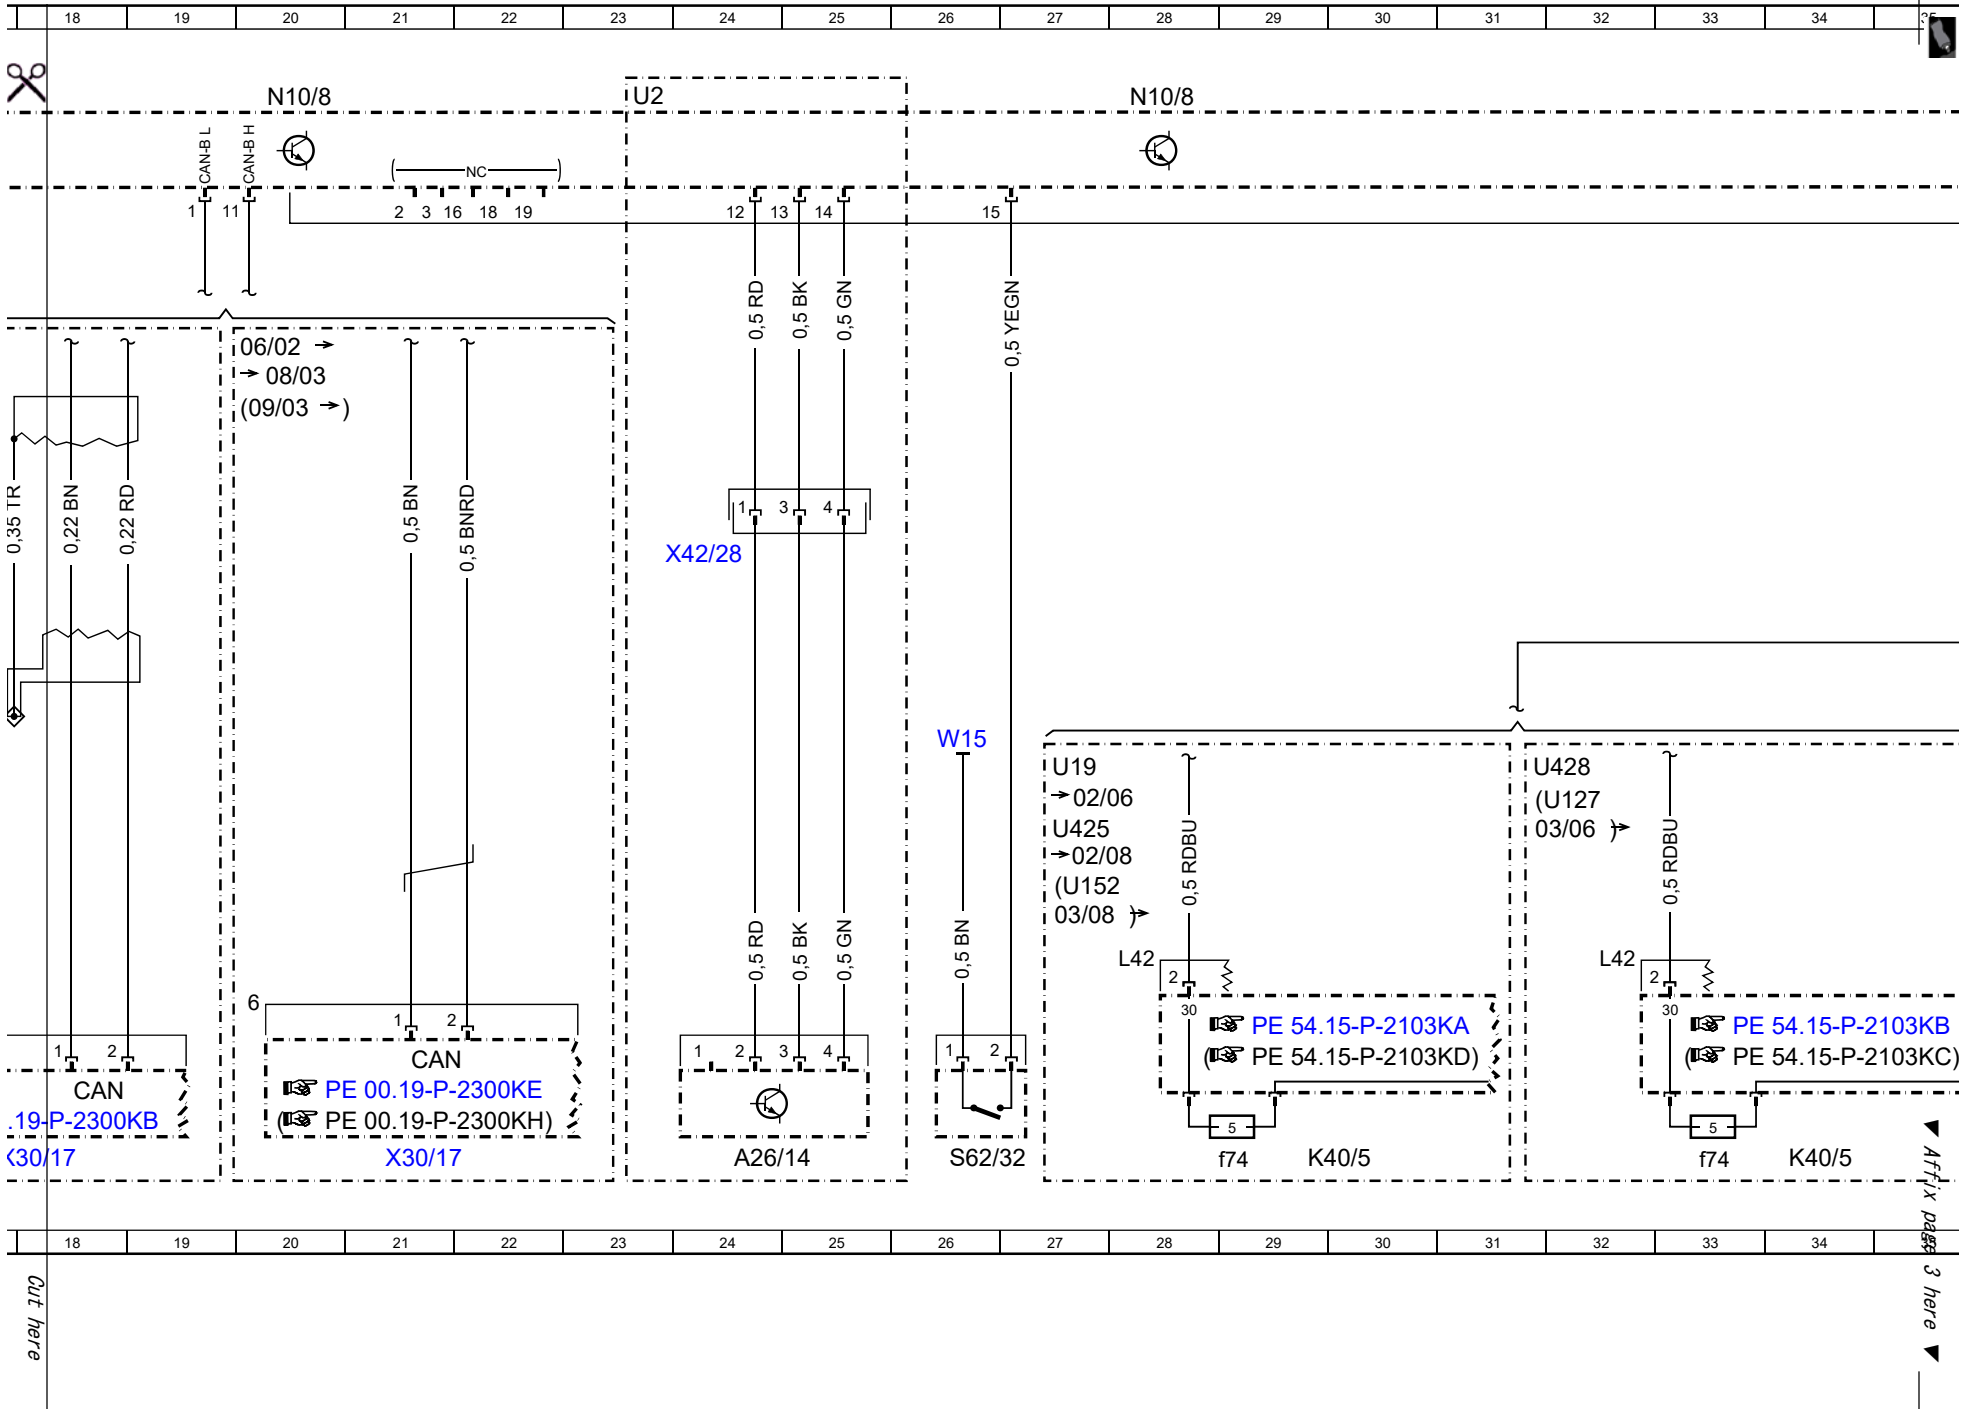 18 19 20 21 22 23 24 25 26 27 28 29 30 31 32 33 34 35
N10/8 U2 N10/8
CAN-B L CAN-B H
NC
1 11 2 3 16 18 19 12 13 14 15
0,5 RD 0,5 BK 0,5 GN 0,5 YEGN
06/02 →
→ 08/03
(09/03 →)
0,35 TR 0,22 BN 0,22 RD 0,5 BN 0,5 BNRD
1 3 4
X42/28
W15
U19
→ 02/06
U425
→ 02/08
(U152
03/08 )→
U428
(U127
03/06 )→
0,5 RDBU 0,5 RDBU
0,5 RD 0,5 BK 0,5 GN 0,5 BN
L42 2 L42 2
6
1 2
30 30
☞ PE 54.15-P-2103KA
(☞ PE 54.15-P-2103KD)
☞ PE 54.15-P-2103KB
(☞ PE 54.15-P-2103KC)
1 2 1 2 3 4 1 2
CAN
.19-P-2300KB
CAN
☞ PE 00.19-P-2300KE
(☞ PE 00.19-P-2300KH)
5 5
X30/17 X30/17 A26/14 S62/32 f74 K40/5 f74 K40/5
18 19 20 21 22 23 24 25 26 27 28 29 30 31 32 33 34 35
Cut here
▼ Affix page 3 here ▼